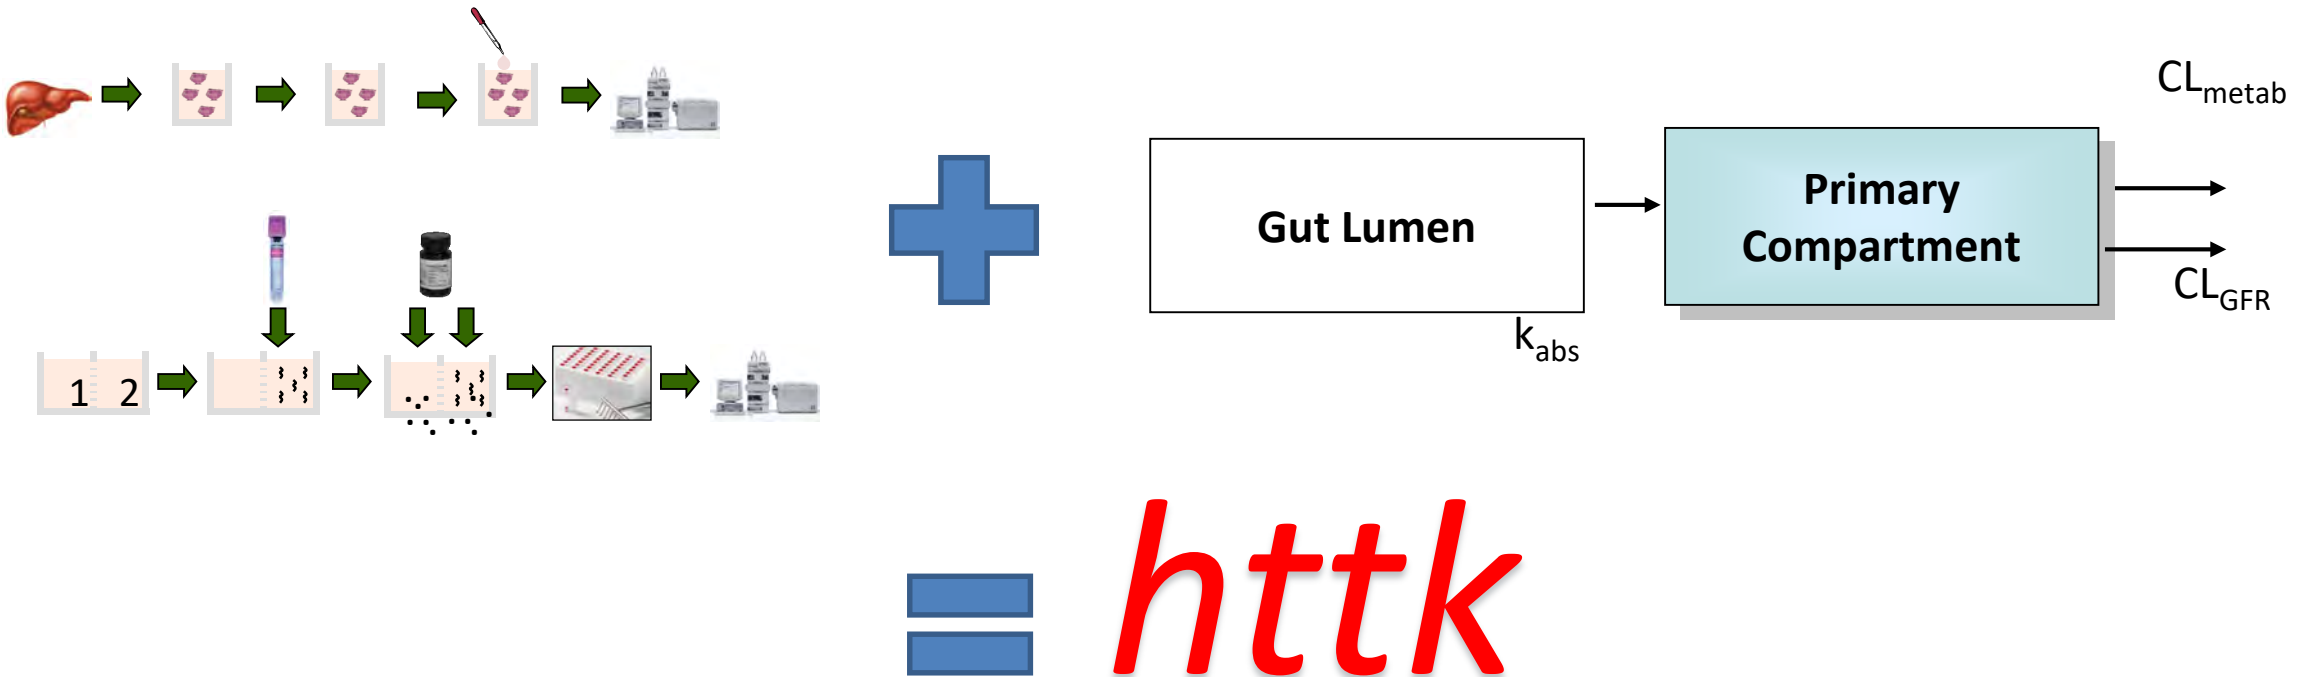 CLmetab
Gut Lumen
Primary
Compartment
CLGFR
kabs
1 2
httk